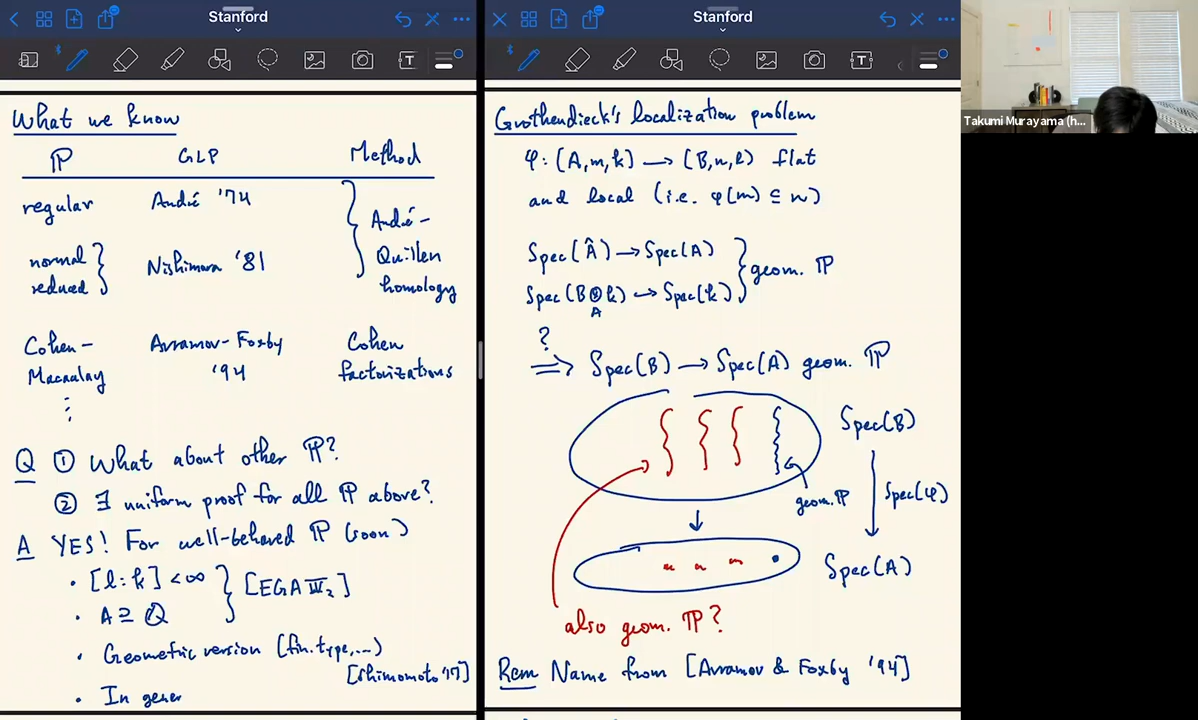 Stanford
What we know
ℙ GLP Method
regular André '74
normal
reduced
Nishimura '81
André-
Quillen
homology
Cohen-
Macaulay
Avramov-Foxby
'94
Cohen
factorizations
Q ① What about other ℙ?
② ∃ uniform proof for all ℙ above?
A YES! For well-behaved ℙ (soon)
• [l:k] < ∞
• A ⊇ ℚ
[EGA IV₂]
• Geometric version (fin. type,...)
[Shimomoto '17]
• In gener
Stanford
Grothendieck's localization problem
φ: (A,m,k) → (B,n,l) flat
and local (i.e. φ(m) ⊆ n)
Spec(Â) → Spec(A)
Spec(B⊗k) → Spec(k)
A
geom. ℙ
?
⇒ Spec(B) → Spec(A) geom. ℙ
Spec(B)
geom. ℙ
Spec(φ)
Spec(A)
also geom. ℙ?
Rem Name from [Avramov & Foxby '94]
Takumi Murayama (h...